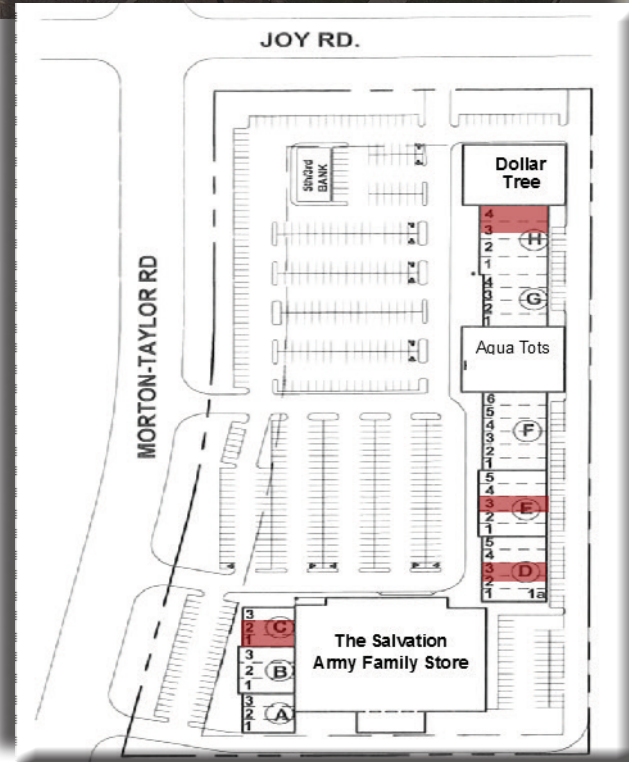 JOY RD.
MORTON-TAYLOR RD
5th/3rd
BANK
Dollar
Tree
4
3
2
1
H
4
3
2
1
G
Aqua Tots
6
5
4
3
2
1
F
5
4
3
2
1
E
5
4
3
2
1
1a
D
3
2
1
C
3
2
1
B
3
2
1
A
The Salvation
Army Family Store